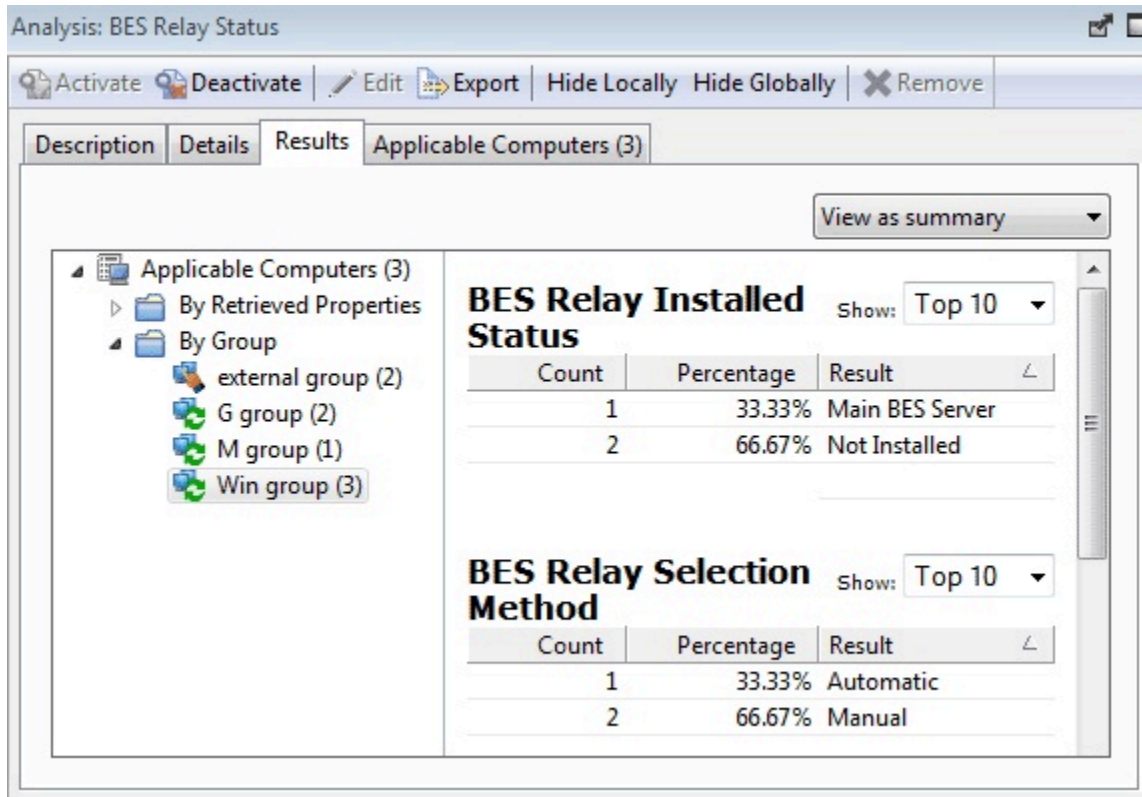 Analysis: BES Relay Status
Activate Deactivate Edit Export Hide Locally Hide Globally Remove
Description Details Results Applicable Computers (3)
View as summary
Applicable Computers (3)
By Retrieved Properties
By Group
external group (2)
G group (2)
M group (1)
Win group (3)
BES Relay Installed Status
Show: Top 10
Count Percentage Result
1 33.33% Main BES Server
2 66.67% Not Installed
BES Relay Selection Method
Show: Top 10
Count Percentage Result
1 33.33% Automatic
2 66.67% Manual